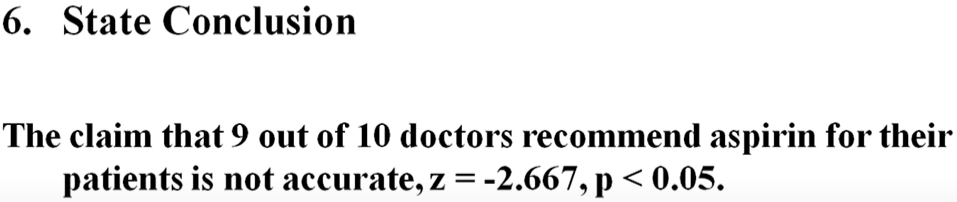 6. State Conclusion
The claim that 9 out of 10 doctors recommend aspirin for their
patients is not accurate, z = -2.667, p < 0.05.